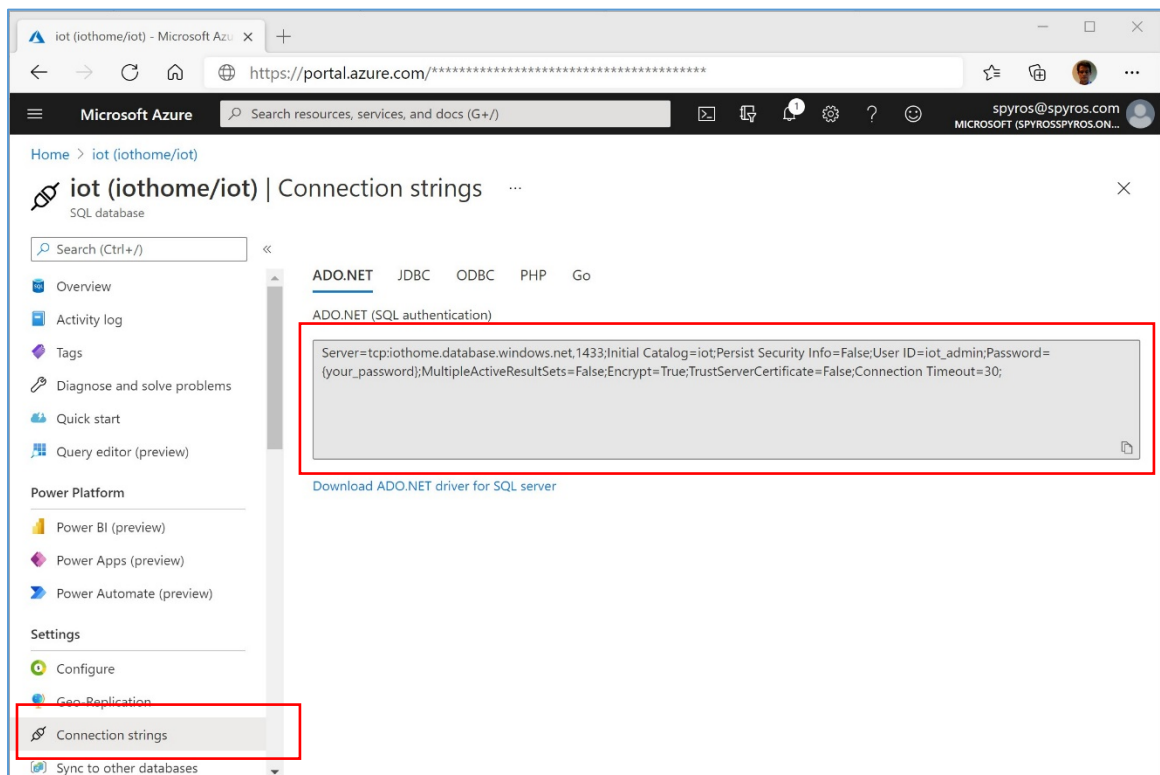 iot (iothome/iot) - Microsoft Azu
https://portal.azure.com/****************************************
Microsoft Azure
Search resources, services, and docs (G+/)
1
spyros@spyros.com
MICROSOFT (SPYROSSPYROS.ON...
Home > iot (iothome/iot)
iot (iothome/iot) | Connection strings ...
SQL database
Search (Ctrl+/)
«
Overview
Activity log
Tags
Diagnose and solve problems
Quick start
Query editor (preview)
Power Platform
Power BI (preview)
Power Apps (preview)
Power Automate (preview)
Settings
Configure
Geo-Replication
Connection strings
Sync to other databases
ADO.NET JDBC ODBC PHP Go
ADO.NET (SQL authentication)
Server=tcp:iothome.database.windows.net,1433;Initial Catalog=iot;Persist Security Info=False;User ID=iot_admin;Password=
{your_password};MultipleActiveResultSets=False;Encrypt=True;TrustServerCertificate=False;Connection Timeout=30;
Download ADO.NET driver for SQL server